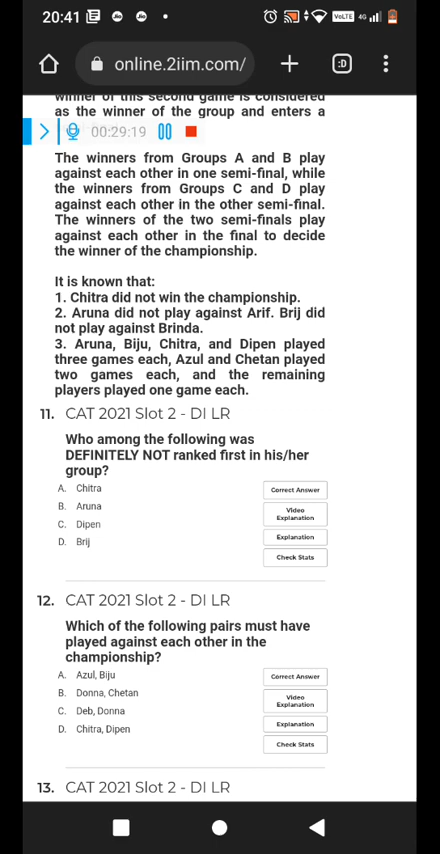 20:41 Jio Jio VoLTE 4G
online.2iim.com/ :D
winner of this second game is considered
as the winner of the group and enters a
00:29:19
The winners from Groups A and B play
against each other in one semi-final, while
the winners from Groups C and D play
against each other in the other semi-final.
The winners of the two semi-finals play
against each other in the final to decide
the winner of the championship.
It is known that:
1. Chitra did not win the championship.
2. Aruna did not play against Arif. Brij did
not play against Brinda.
3. Aruna, Biju, Chitra, and Dipen played
three games each, Azul and Chetan played
two games each, and the remaining
players played one game each.
11. CAT 2021 Slot 2 - DI LR
Who among the following was
DEFINITELY NOT ranked first in his/her
group?
A. Chitra
B. Aruna
C. Dipen
D. Brij
Correct Answer
Video
Explanation
Explanation
Check Stats
12. CAT 2021 Slot 2 - DI LR
Which of the following pairs must have
played against each other in the
championship?
A. Azul, Biju
B. Donna, Chetan
C. Deb, Donna
D. Chitra, Dipen
Correct Answer
Video
Explanation
Explanation
Check Stats
13. CAT 2021 Slot 2 - DI LR